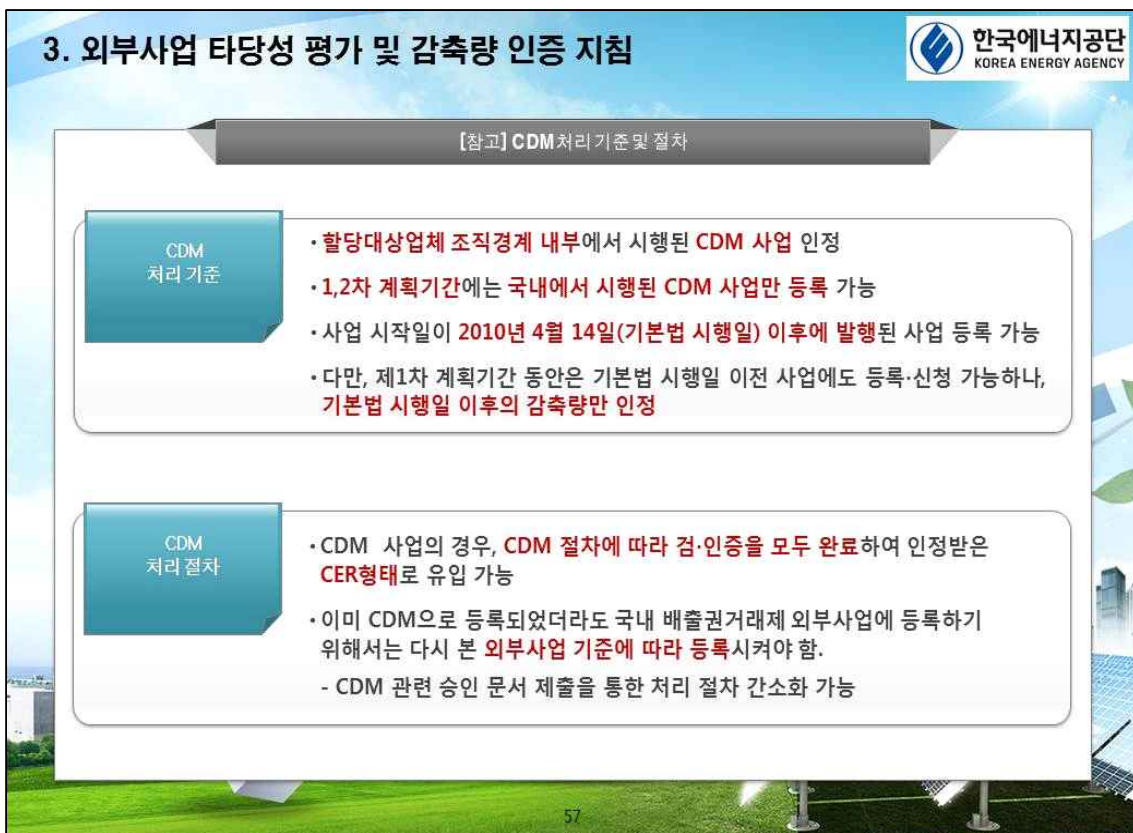 3. 외부사업 타당성 평가 및 감축량 인증 지침
한국에너지공단
KOREA ENERGY AGENCY
[참고] CDM처리 기준 및 절차
CDM
처리 기준
· 할당대상업체 조직경계 내부에서 시행된 CDM 사업 인정
· 1,2차 계획기간에는 국내에서 시행된 CDM 사업만 등록 가능
· 사업 시작일이 2010년 4월 14일(기본법 시행일) 이후에 발행된 사업 등록 가능
· 다만, 제1차 계획기간 동안은 기본법 시행일 이전 사업에도 등록·신청 가능하나,
기본법 시행일 이후의 감축량만 인정
CDM
처리 절차
· CDM 사업의 경우, CDM 절차에 따라 검·인증을 모두 완료하여 인정받은
CER형태로 유입 가능
· 이미 CDM으로 등록되었더라도 국내 배출권거래제 외부사업에 등록하기
위해서는 다시 본 외부사업 기준에 따라 등록시켜야 함.
- CDM 관련 승인 문서 제출을 통한 처리 절차 간소화 가능
57